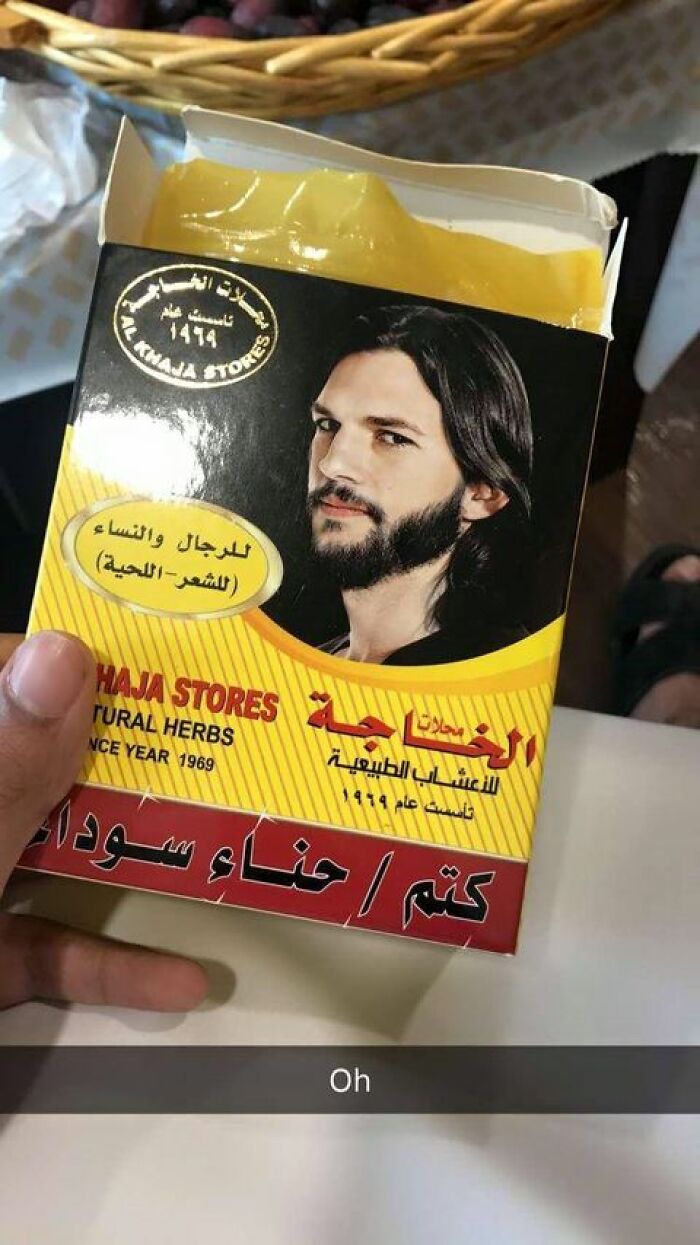 محلات الخاجة
تأسست عام
١٩٦٩
AL KHAJA STORES
للرجال والنساء
(للشعر-اللحية)
HAJA STORES
TURAL HERBS
NCE YEAR 1969
محلات
الخاجة
للأعشاب الطبيعية
تأسست عام ١٩٦٩
كتم / حناء سوداء
Oh